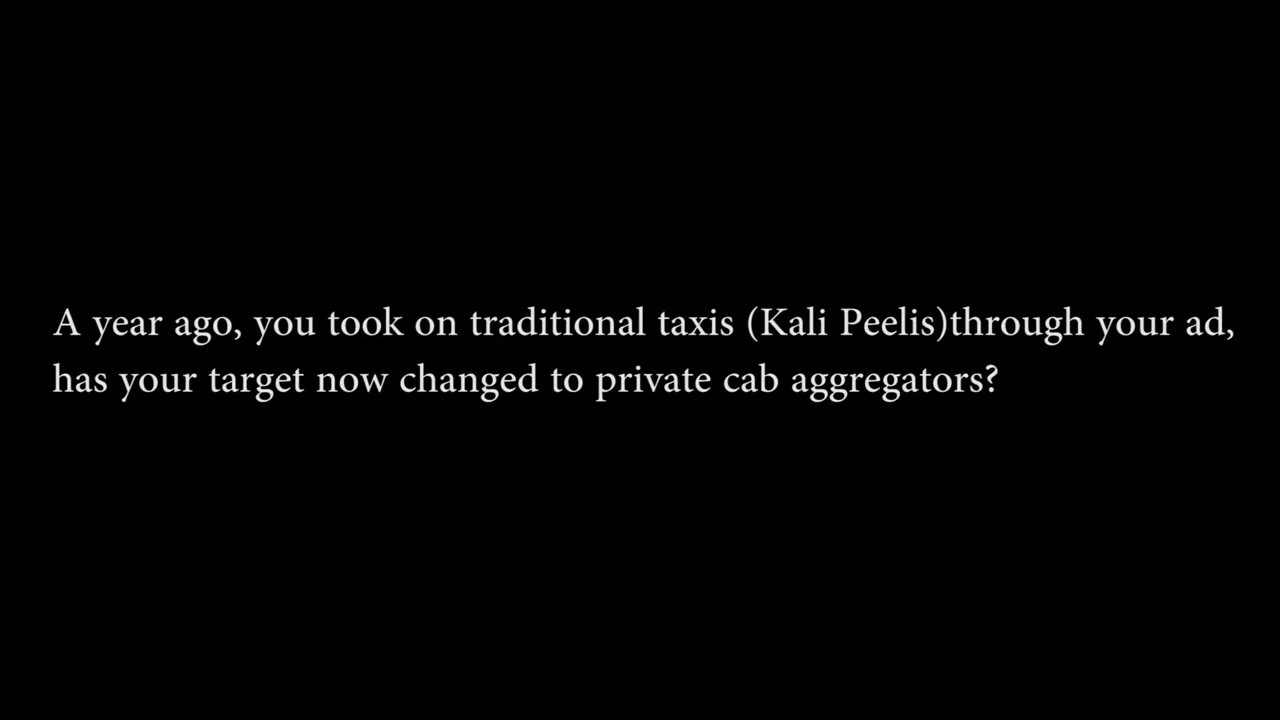 A year ago, you took on traditional taxis (Kali Peelis)through your ad,
has your target now changed to private cab aggregators?